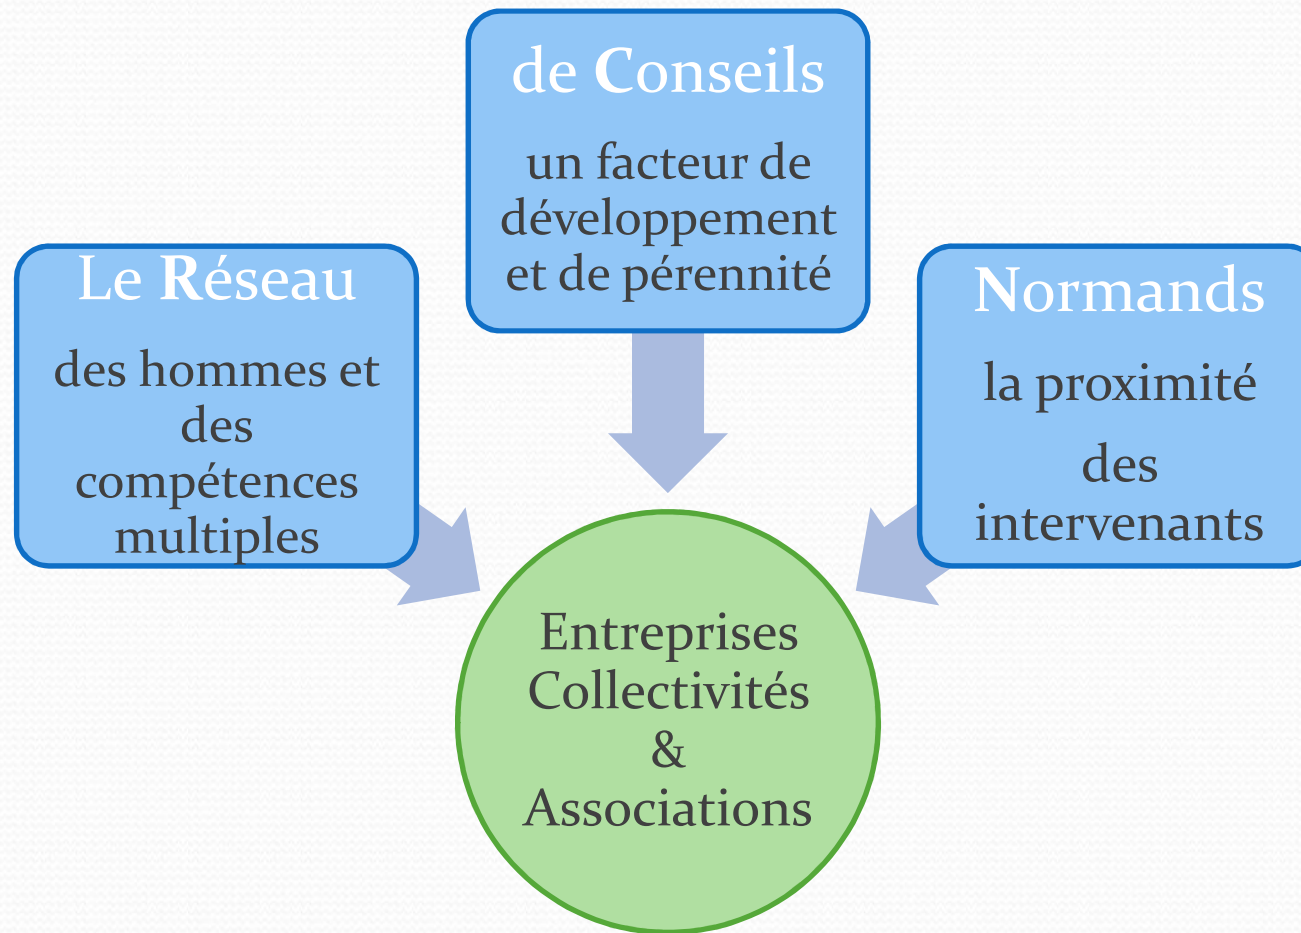 Le Réseau
des hommes et
des
compétences
multiples
de Conseils
un facteur de
développement
et de pérennité
Normands
la proximité
des
intervenants
Entreprises
Collectivités
&
Associations